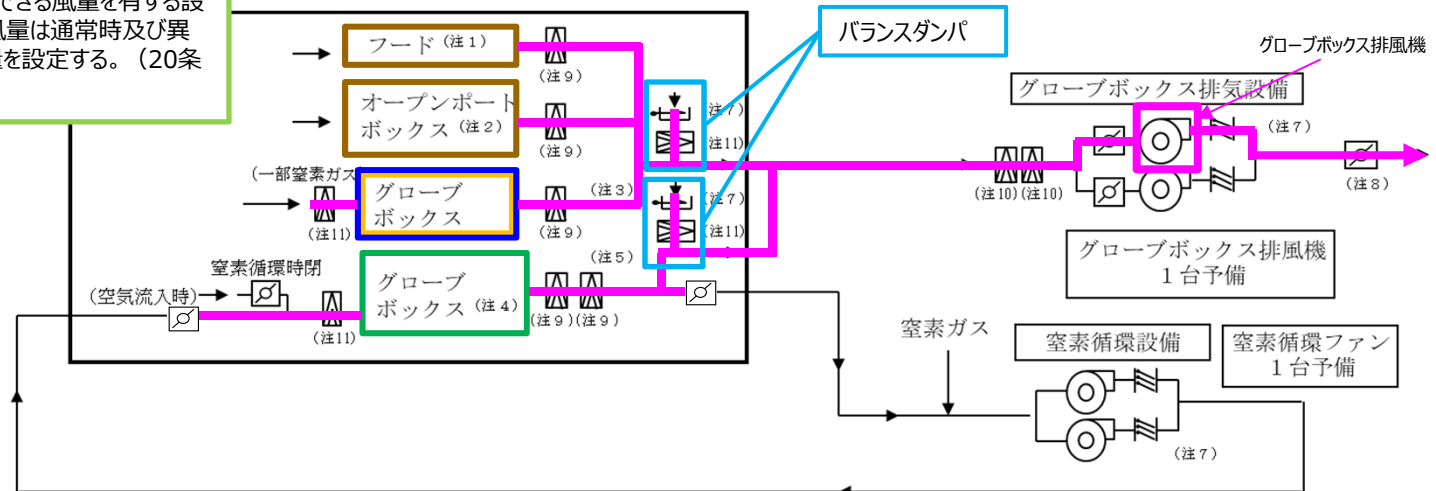 できる風量を有する設
風量は通常時及び異
量を設定する。（20条
フード（注１）
（注９）
オープンポート
ボックス（注２）
（注９）
（一部窒素ガス
グローブ
ボックス
（注11）
（注９）
（注３）
窒素循環時閉
（空気流入時）
（注11）
グローブ
ボックス（注４）
（注９）（注９）
（注５）
（注７）
（注11）
（注７）
（注11）
バランスダンパ
グローブボックス排風機
グローブボックス排気設備
（注７）
（注10）（注10）
（注８）
グローブボックス排風機
１台予備
窒素ガス
窒素循環設備
窒素循環ファン
１台予備
（注７）